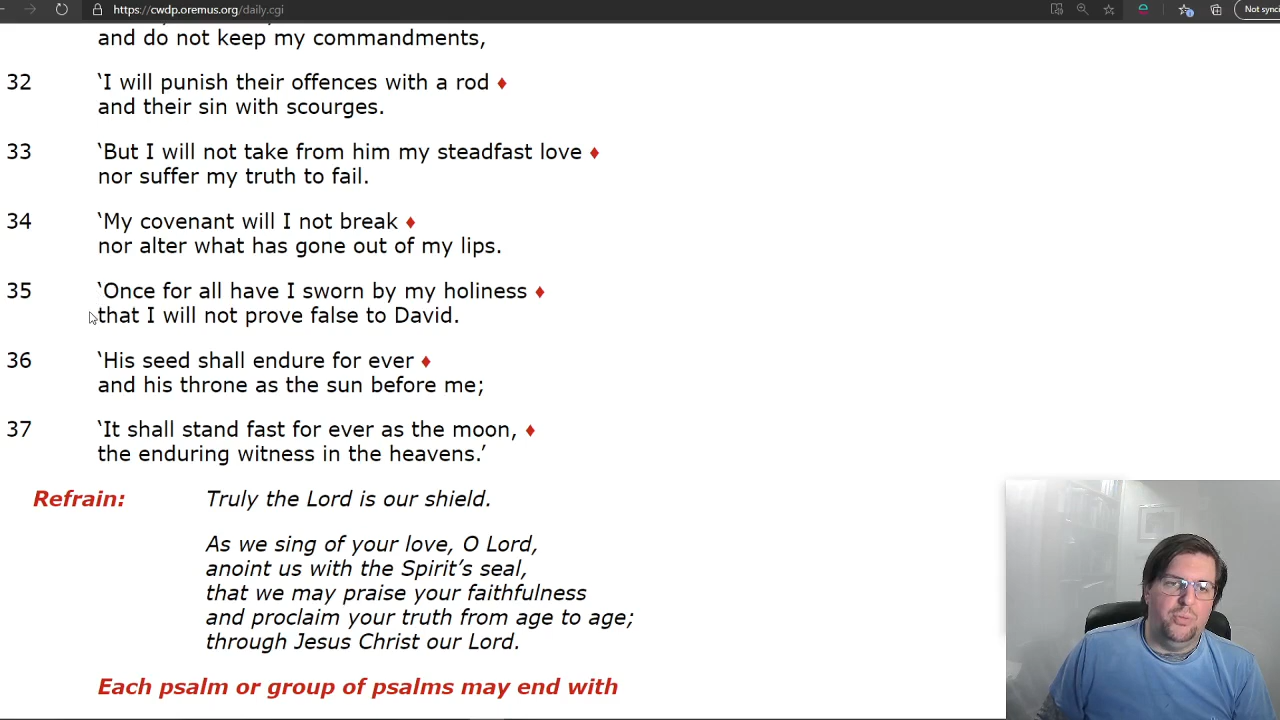 https://cwdp.oremus.org/daily.cgi
Not synci
and do not keep my commandments,
32 ‘I will punish their offences with a rod ♦
and their sin with scourges.
33 ‘But I will not take from him my steadfast love ♦
nor suffer my truth to fail.
34 ‘My covenant will I not break ♦
nor alter what has gone out of my lips.
35 ‘Once for all have I sworn by my holiness ♦
that I will not prove false to David.
36 ‘His seed shall endure for ever ♦
and his throne as the sun before me;
37 ‘It shall stand fast for ever as the moon, ♦
the enduring witness in the heavens.’
Refrain: Truly the Lord is our shield.
As we sing of your love, O Lord,
anoint us with the Spirit’s seal,
that we may praise your faithfulness
and proclaim your truth from age to age;
through Jesus Christ our Lord.
Each psalm or group of psalms may end with